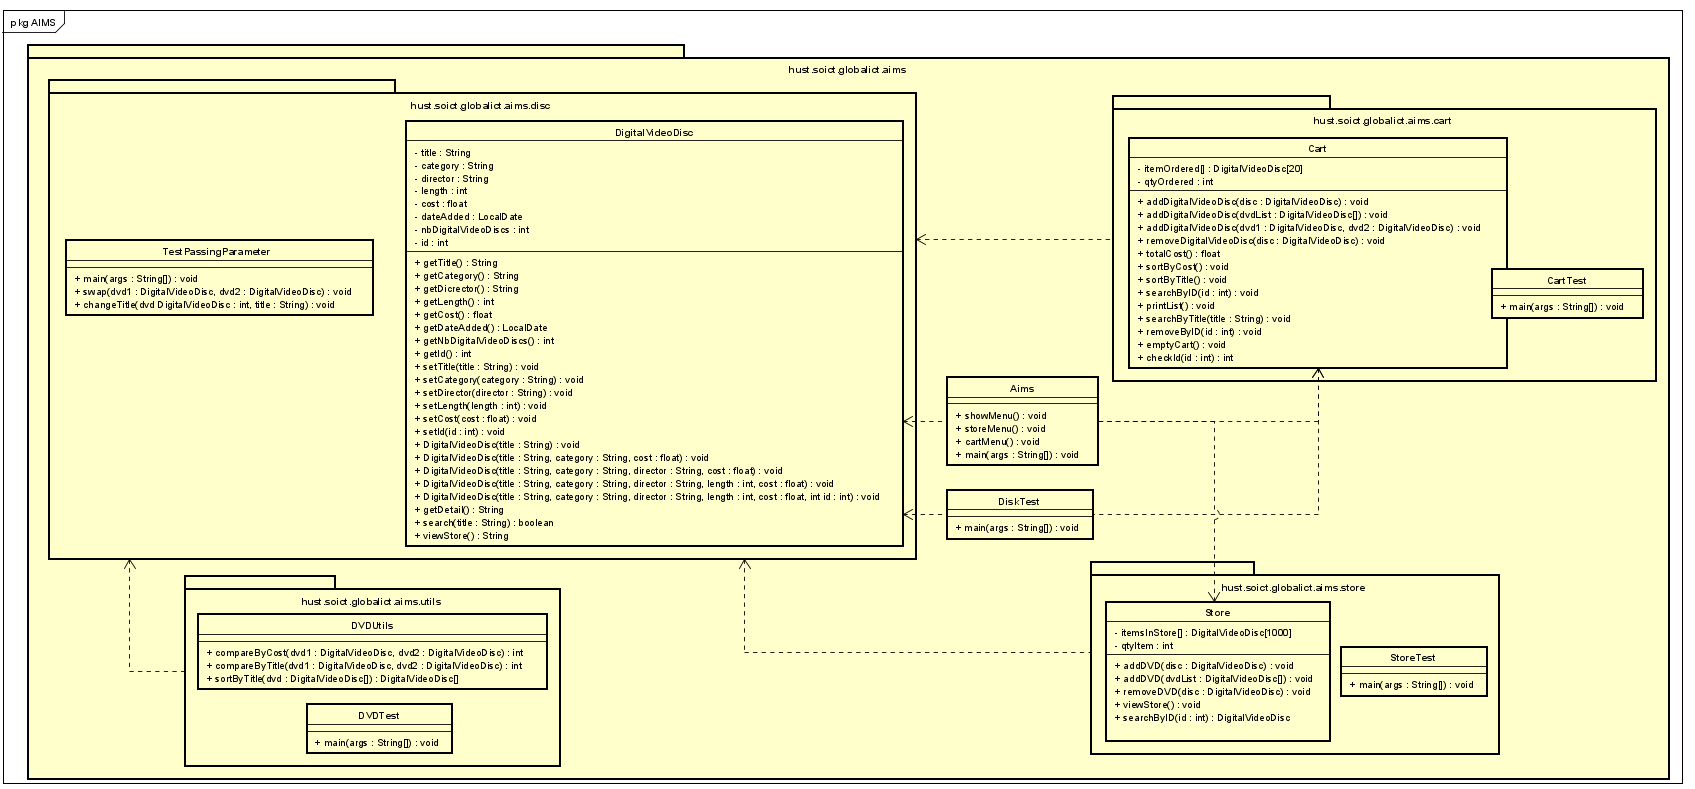 pkg AIMS
hust.soict.globalict.aims
hust.soict.globalict.aims.disc
DigitalVideoDisc
- title : String
- category : String
- director : String
- length : int
- cost : float
- dateAdded : LocalDate
- nbDigitalVideoDiscs : int
- id : int
+ getTitle() : String
+ getCategory() : String
+ getDicrector() : String
+ getLength() : int
+ getCost() : float
+ getDateAdded() : LocalDate
+ getNbDigitalVideoDiscs() : int
+ getId() : int
+ setTitle(title : String) : void
+ setCategory(category : String) : void
+ setDirector(director : String) : void
+ setLength(length : int) : void
+ setCost(cost : float) : void
+ setId(id : int) : void
+ DigitalVideoDisc(title : String) : void
+ DigitalVideoDisc(title : String, category : String, cost : float) : void
+ DigitalVideoDisc(title : String, category : String, director : String, cost : float) : void
+ DigitalVideoDisc(title : String, category : String, director : String, length : int, cost : float) : void
+ DigitalVideoDisc(title : String, category : String, director : String, length : int, cost : float, int id : int) : void
+ getDetail() : String
+ search(title : String) : boolean
+ viewStore() : String
TestPassingParameter
+ main(args : String[]) : void
+ swap(dvd1 : DigitalVideoDisc, dvd2 : DigitalVideoDisc) : void
+ changeTitle(dvd DigitalVideoDisc : int, title : String) : void
hust.soict.globalict.aims.cart
Cart
- itemOrdered[] : DigitalVideoDisc[20]
- qtyOrdered : int
+ addDigitalVideoDisc(disc : DigitalVideoDisc) : void
+ addDigitalVideoDisc(dvdList : DigitalVideoDisc[]) : void
+ addDigitalVideoDisc(dvd1 : DigitalVideoDisc, dvd2 : DigitalVideoDisc) : void
+ removeDigitalVideoDisc(disc : DigitalVideoDisc) : void
+ totalCost() : float
+ sortByCost() : void
+ sortByTitle() : void
+ searchByID(id : int) : void
+ printList() : void
+ searchByTitle(title : String) : void
+ removeByID(id : int) : void
+ emptyCart() : void
+ checkId(id : int) : int
CartTest
+ main(args : String[]) : void
Aims
+ showMenu() : void
+ storeMenu() : void
+ cartMenu() : void
+ main(args : String[]) : void
DiskTest
+ main(args : String[]) : void
hust.soict.globalict.aims.utils
DVDUtils
+ compareByCost(dvd1 : DigitalVideoDisc, dvd2 : DigitalVideoDisc) : int
+ compareByTitle(dvd1 : DigitalVideoDisc, dvd2 : DigitalVideoDisc) : int
+ sortByTitle(dvd : DigitalVideoDisc[]) : DigitalVideoDisc[]
DVDTest
+ main(args : String[]) : void
hust.soict.globalict.aims.store
Store
- itemsInStore[] : DigitalVideoDisc[1000]
- qtyItem : int
+ addDVD(disc : DigitalVideoDisc) : void
+ addDVD(dvdList : DigitalVideoDisc[]) : void
+ removeDVD(disc : DigitalVideoDisc) : void
+ viewStore() : void
+ searchByID(id : int) : DigitalVideoDisc
StoreTest
+ main(args : String[]) : void